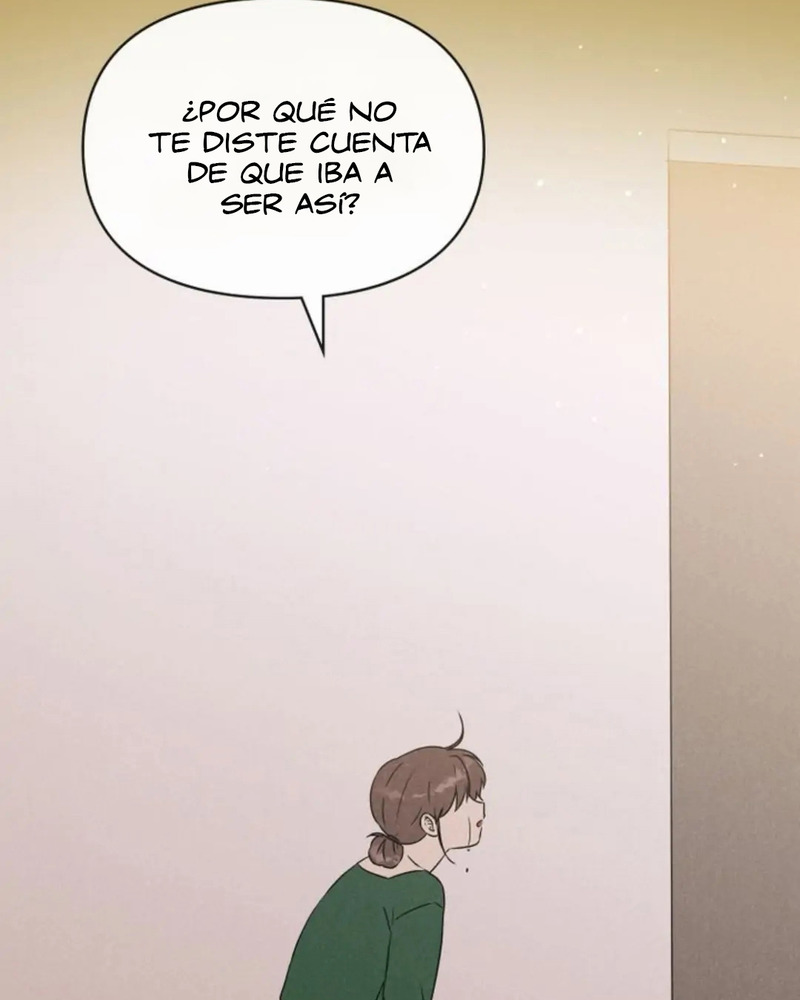 ¿POR QUÉ NO
TE DISTE CUENTA
DE QUE IBA A
SER ASÍ?